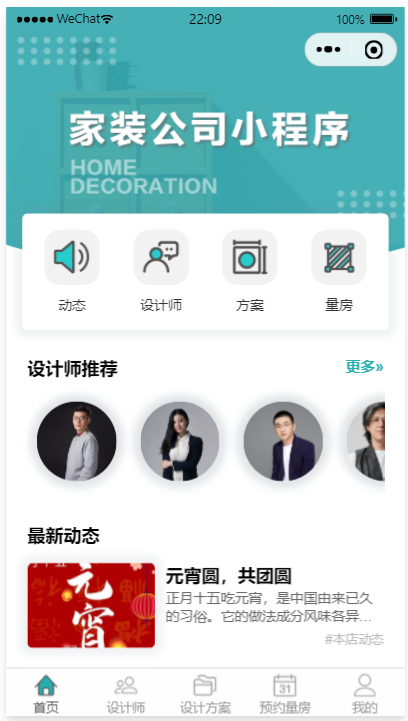 WeChat
22:09
100%
家装公司小程序
HOME
DECORATION
动态
设计师
方案
量房
设计师推荐
更多»
最新动态
元宵
元宵圆，共团圆
正月十五吃元宵，是中国由来已久
的习俗。它的做法成分风味各异...
#本店动态
31
首页
设计师
设计方案
预约量房
我的